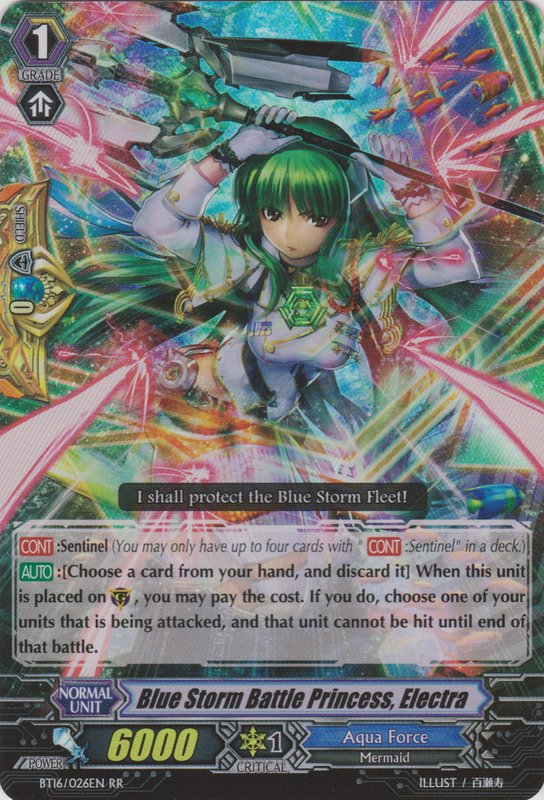 1
GRADE
SHIELD
0
I shall protect the Blue Storm Fleet!
CONT :Sentinel (You may only have up to four cards with " CONT :Sentinel" in a deck.)
AUTO :[Choose a card from your hand, and discard it] When this unit
is placed on G , you may pay the cost. If you do, choose one of your
units that is being attacked, and that unit cannot be hit until end of
that battle.
NORMAL
UNIT
Blue Storm Battle Princess, Electra
POWER
6000
1
CRITICAL
Aqua Force
Mermaid
BT16/026EN RR
ILLUST / 百瀬寿